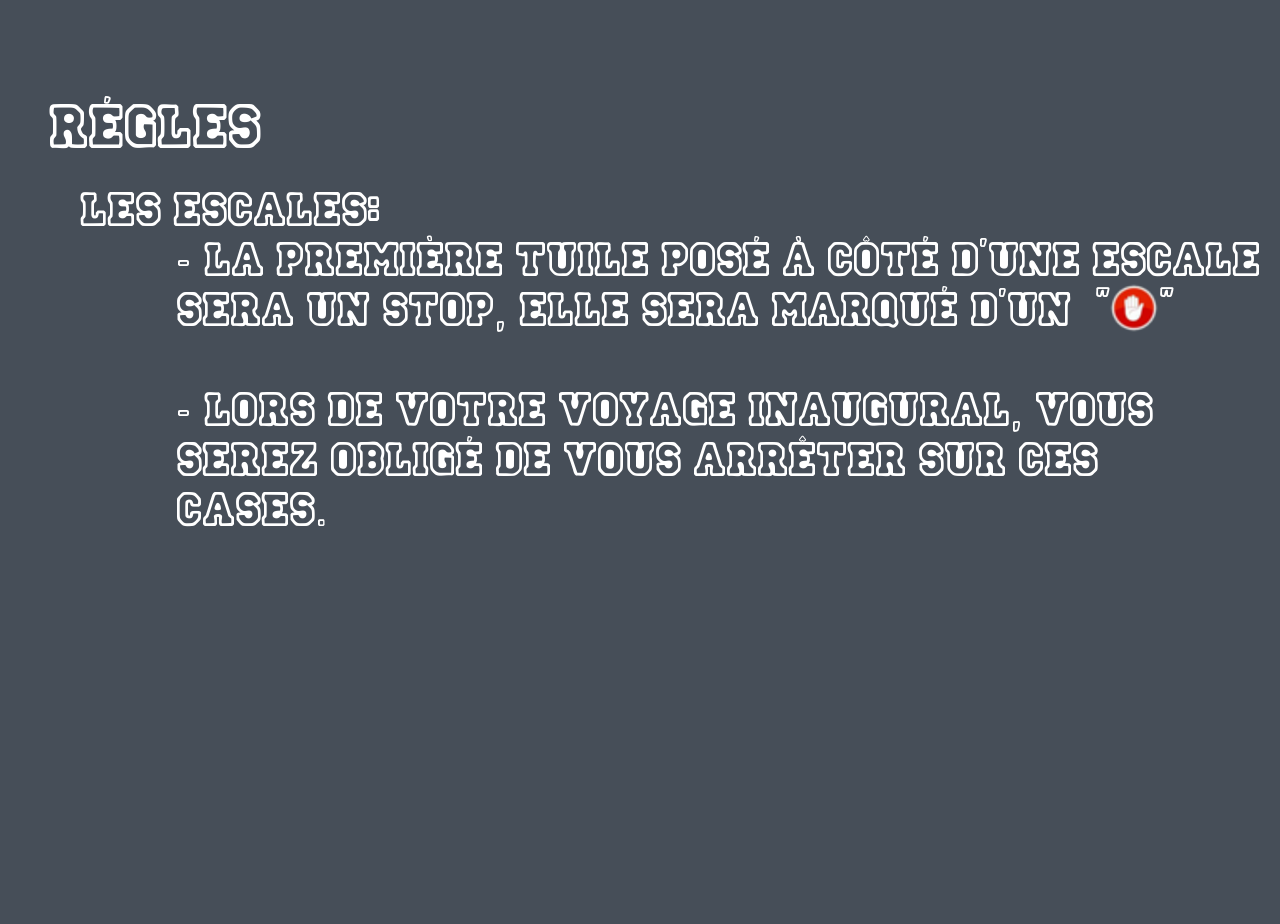 RÉGLES
LES ESCALES:
- LA PREMIÈRE TUILE POSÉ À CÔTÉ D'UNE ESCALE
SERA UN STOP, ELLE SERA MARQUÉ D'UN " "
- LORS DE VOTRE VOYAGE INAUGURAL, VOUS
SEREZ OBLIGÉ DE VOUS ARRÊTER SUR CES
CASES.